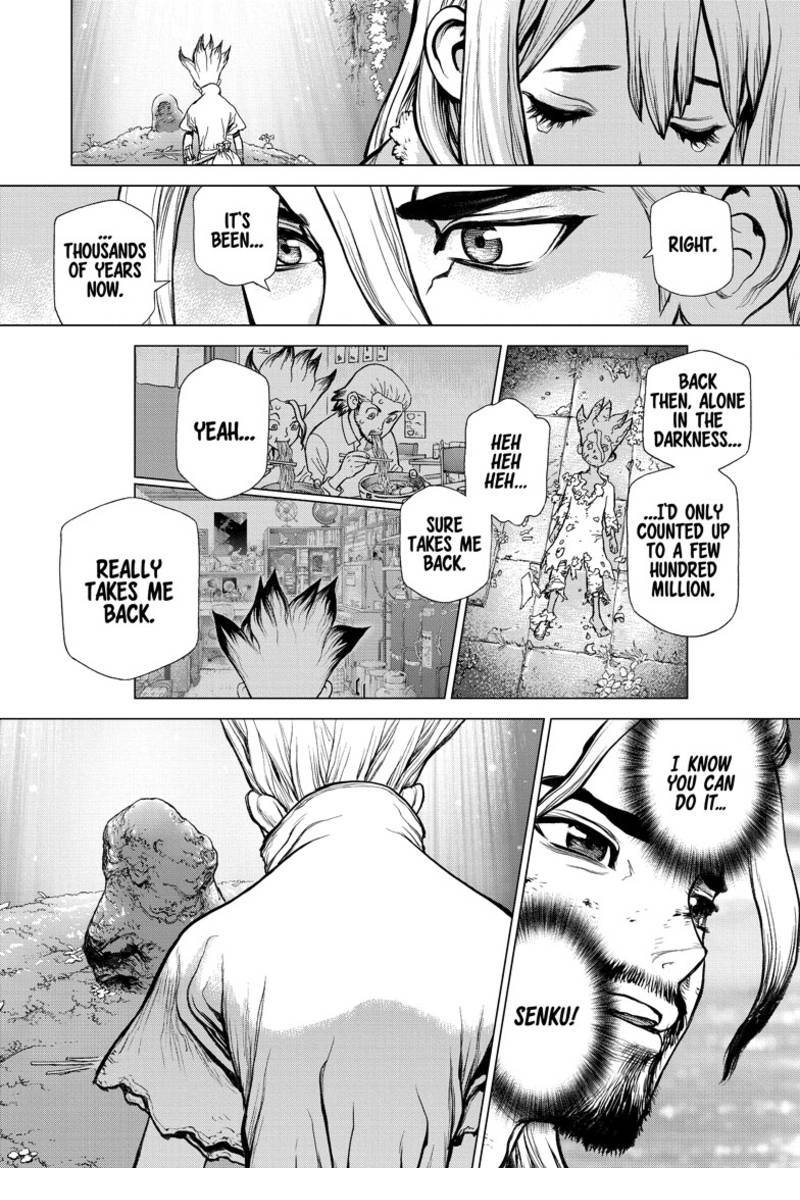 RIGHT.
IT'S
BEEN...
...
THOUSANDS
OF YEARS
NOW.
BACK
THEN, ALONE
IN THE
DARKNESS...
...I'D ONLY
COUNTED UP
TO A FEW
HUNDRED
MILLION.
HEH
HEH
HEH...
SURE
TAKES ME
BACK.
YEAH...
REALLY
TAKES ME
BACK.
I KNOW
YOU CAN
DO IT...
SENKU!